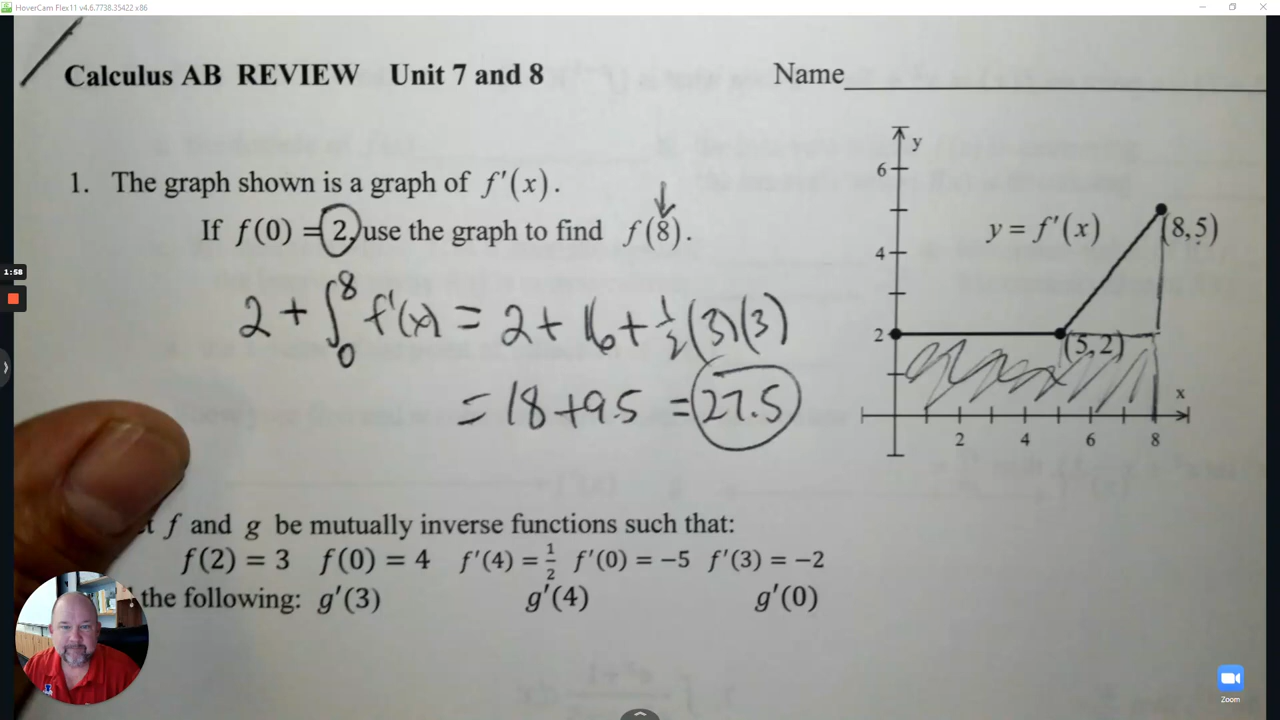 HoverCam Flex11 v4.6.7738.35422 x86
Calculus AB REVIEW Unit 7 and 8 Name
1. The graph shown is a graph of f'(x).
If f(0) = 2, use the graph to find f(8).
2 + ∫₀⁸ f'(x) = 2 + 16 + ½(3)(3)
= 18 + 9.5 = 27.5
y
6
4
2
y = f'(x)
(8,5)
(5,2)
x
2 4 6 8
1:58
f and g be mutually inverse functions such that:
f(2) = 3 f(0) = 4 f'(4) = 1/2 f'(0) = −5 f'(3) = −2
the following: g'(3) g'(4) g'(0)
Zoom